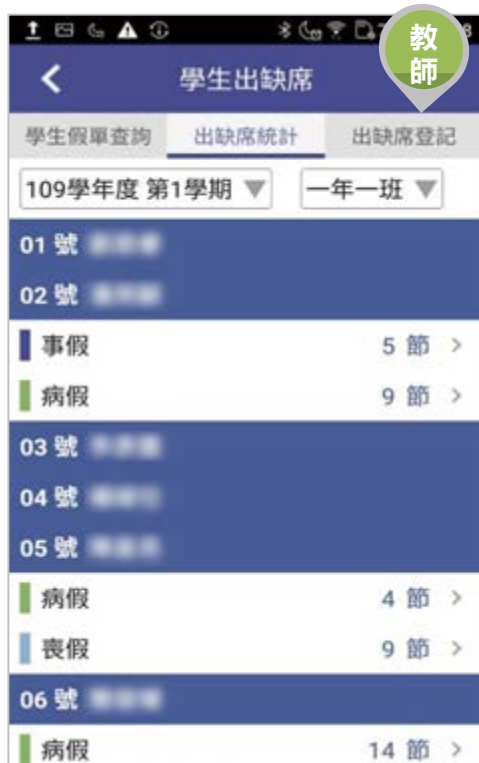 教師
學生出缺席
學生假單查詢 出缺席統計 出缺席登記
109學年度 第1學期 一年一班
01 號
02 號
事假 5 節
病假 9 節
03 號
04 號
05 號
病假 4 節
喪假 9 節
06 號
病假 14 節